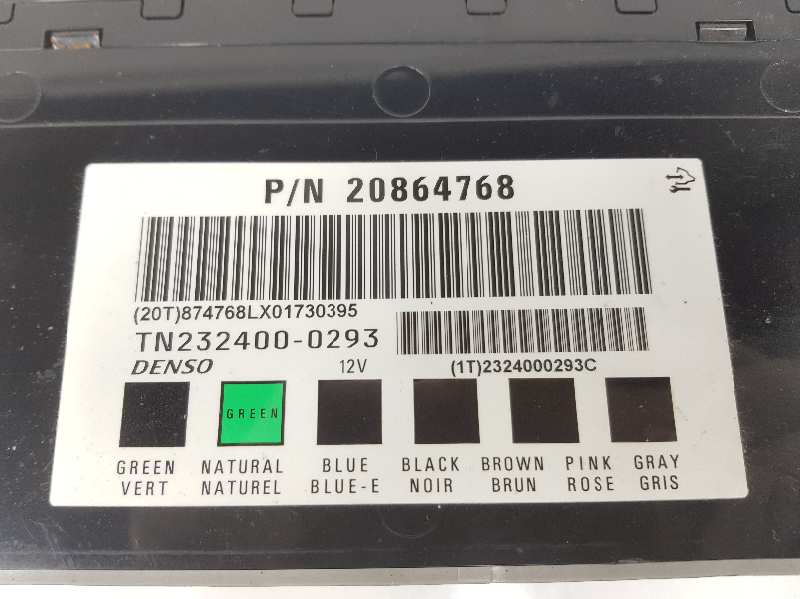 P/N 20864768
(20T)874768LX01730395
TN232400-0293
DENSO 12V (1T)2324000293C
GREEN
GREEN NATURAL BLUE BLACK BROWN PINK GRAY
VERT NATUREL BLUE-E NOIR BRUN ROSE GRIS